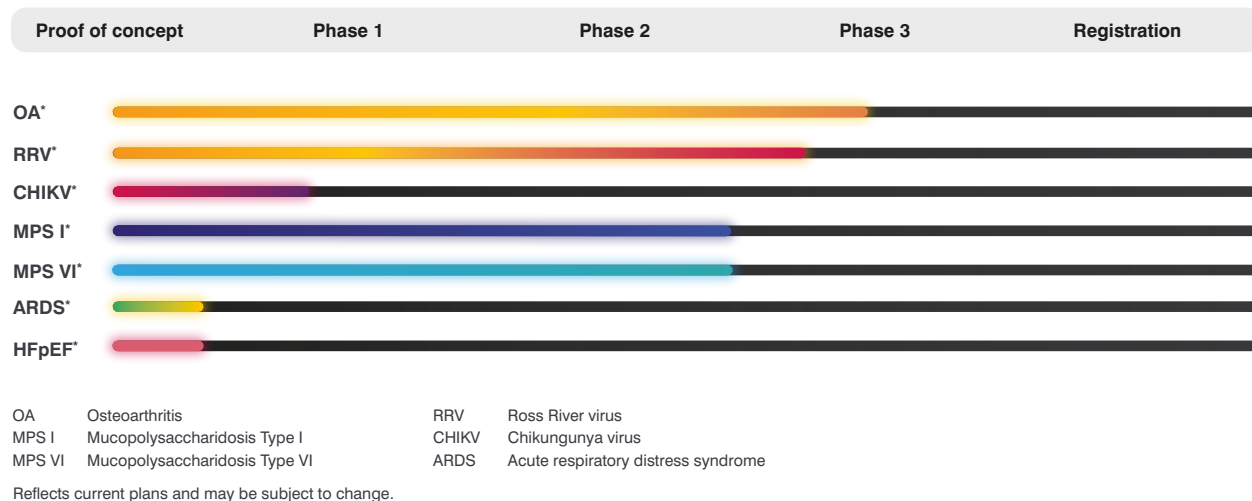 Proof of concept Phase 1 Phase 2 Phase 3 Registration
OA*
RRV*
CHIKV*
MPS I*
MPS VI*
ARDS*
HFpEF*
OA Osteoarthritis RRV Ross River virus
MPS I Mucopolysaccharidosis Type I CHIKV Chikungunya virus
MPS VI Mucopolysaccharidosis Type VI ARDS Acute respiratory distress syndrome
Reflects current plans and may be subject to change.